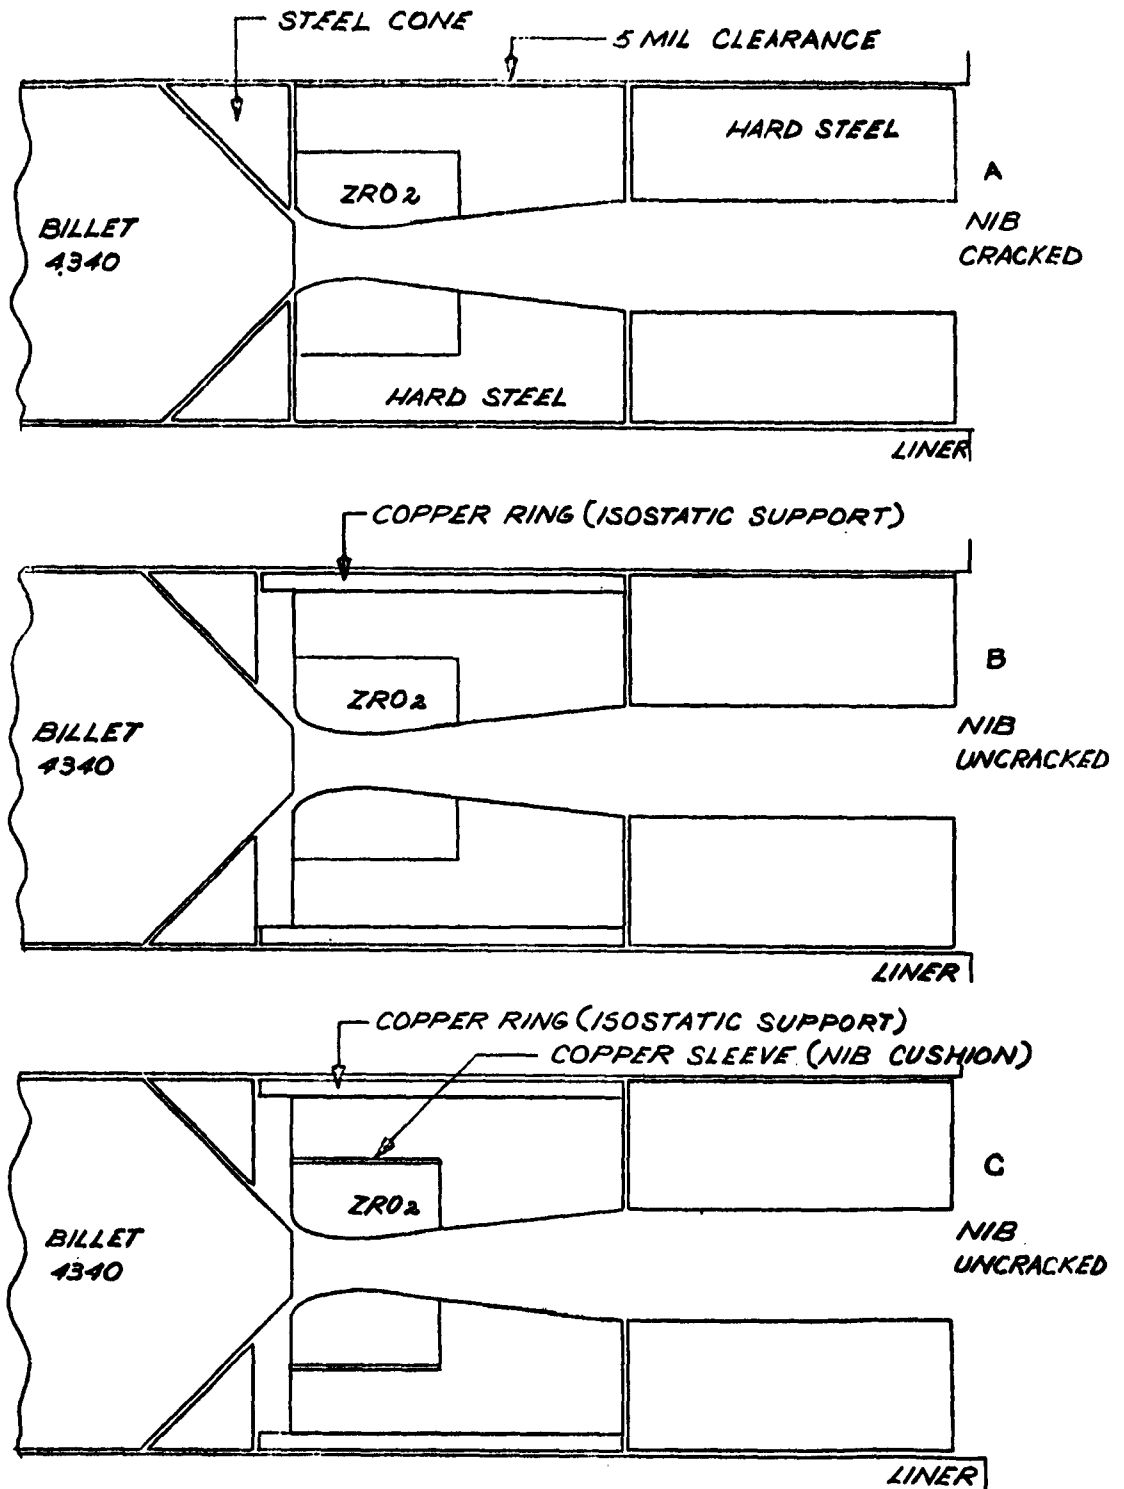 STEEL CONE
5 MIL CLEARANCE
HARD STEEL
A
ZRO2
BILLET
4340
NIB
CRACKED
HARD STEEL
LINER
COPPER RING (ISOSTATIC SUPPORT)
B
ZRO2
BILLET
4340
NIB
UNCRACKED
LINER
COPPER RING (ISOSTATIC SUPPORT)
COPPER SLEEVE (NIB CUSHION)
C
ZRO2
BILLET
4340
NIB
UNCRACKED
LINER